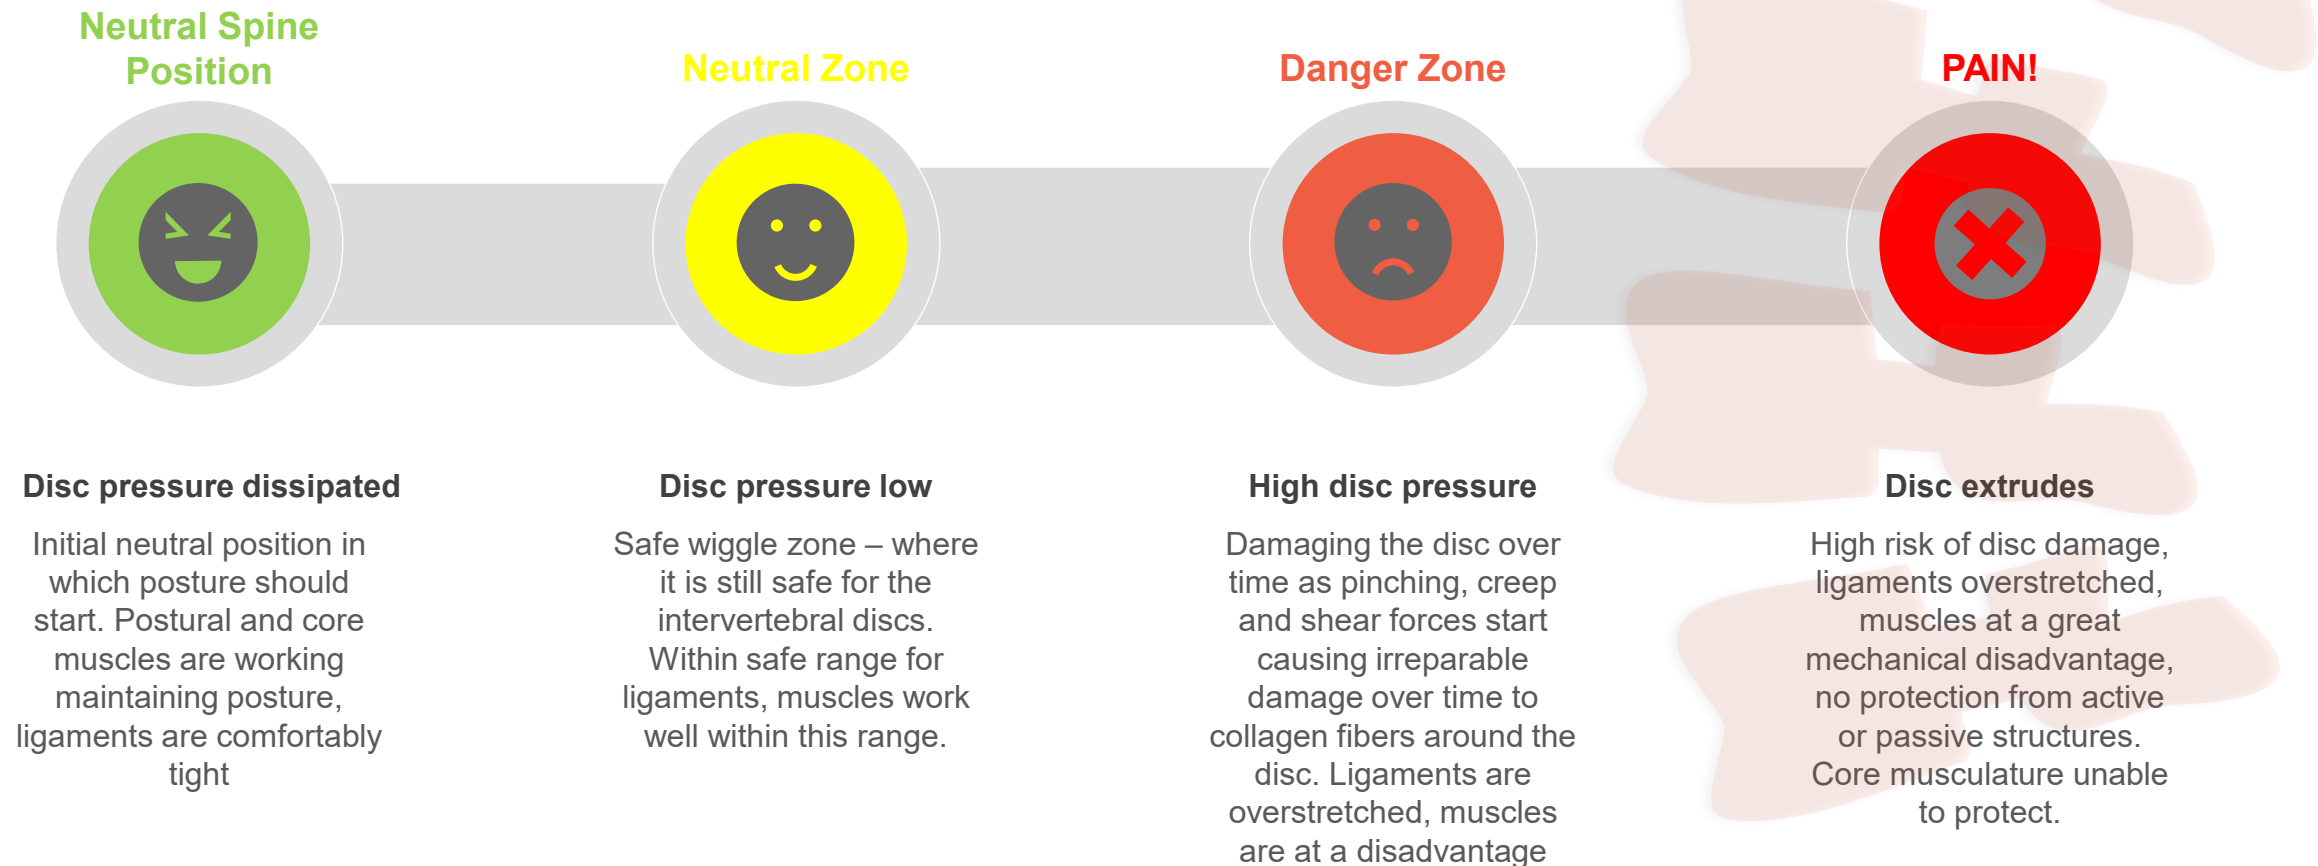 Neutral Spine
Position
Neutral Zone
Danger Zone
PAIN!
Disc pressure dissipated
Initial neutral position in
which posture should
start. Postural and core
muscles are working
maintaining posture,
ligaments are comfortably
tight
Disc pressure low
Safe wiggle zone – where
it is still safe for the
intervertebral discs.
Within safe range for
ligaments, muscles work
well within this range.
High disc pressure
Damaging the disc over
time as pinching, creep
and shear forces start
causing irreparable
damage over time to
collagen fibers around the
disc. Ligaments are
overstretched, muscles
are at a disadvantage
Disc extrudes
High risk of disc damage,
ligaments overstretched,
muscles at a great
mechanical disadvantage,
no protection from active
or passive structures.
Core musculature unable
to protect.